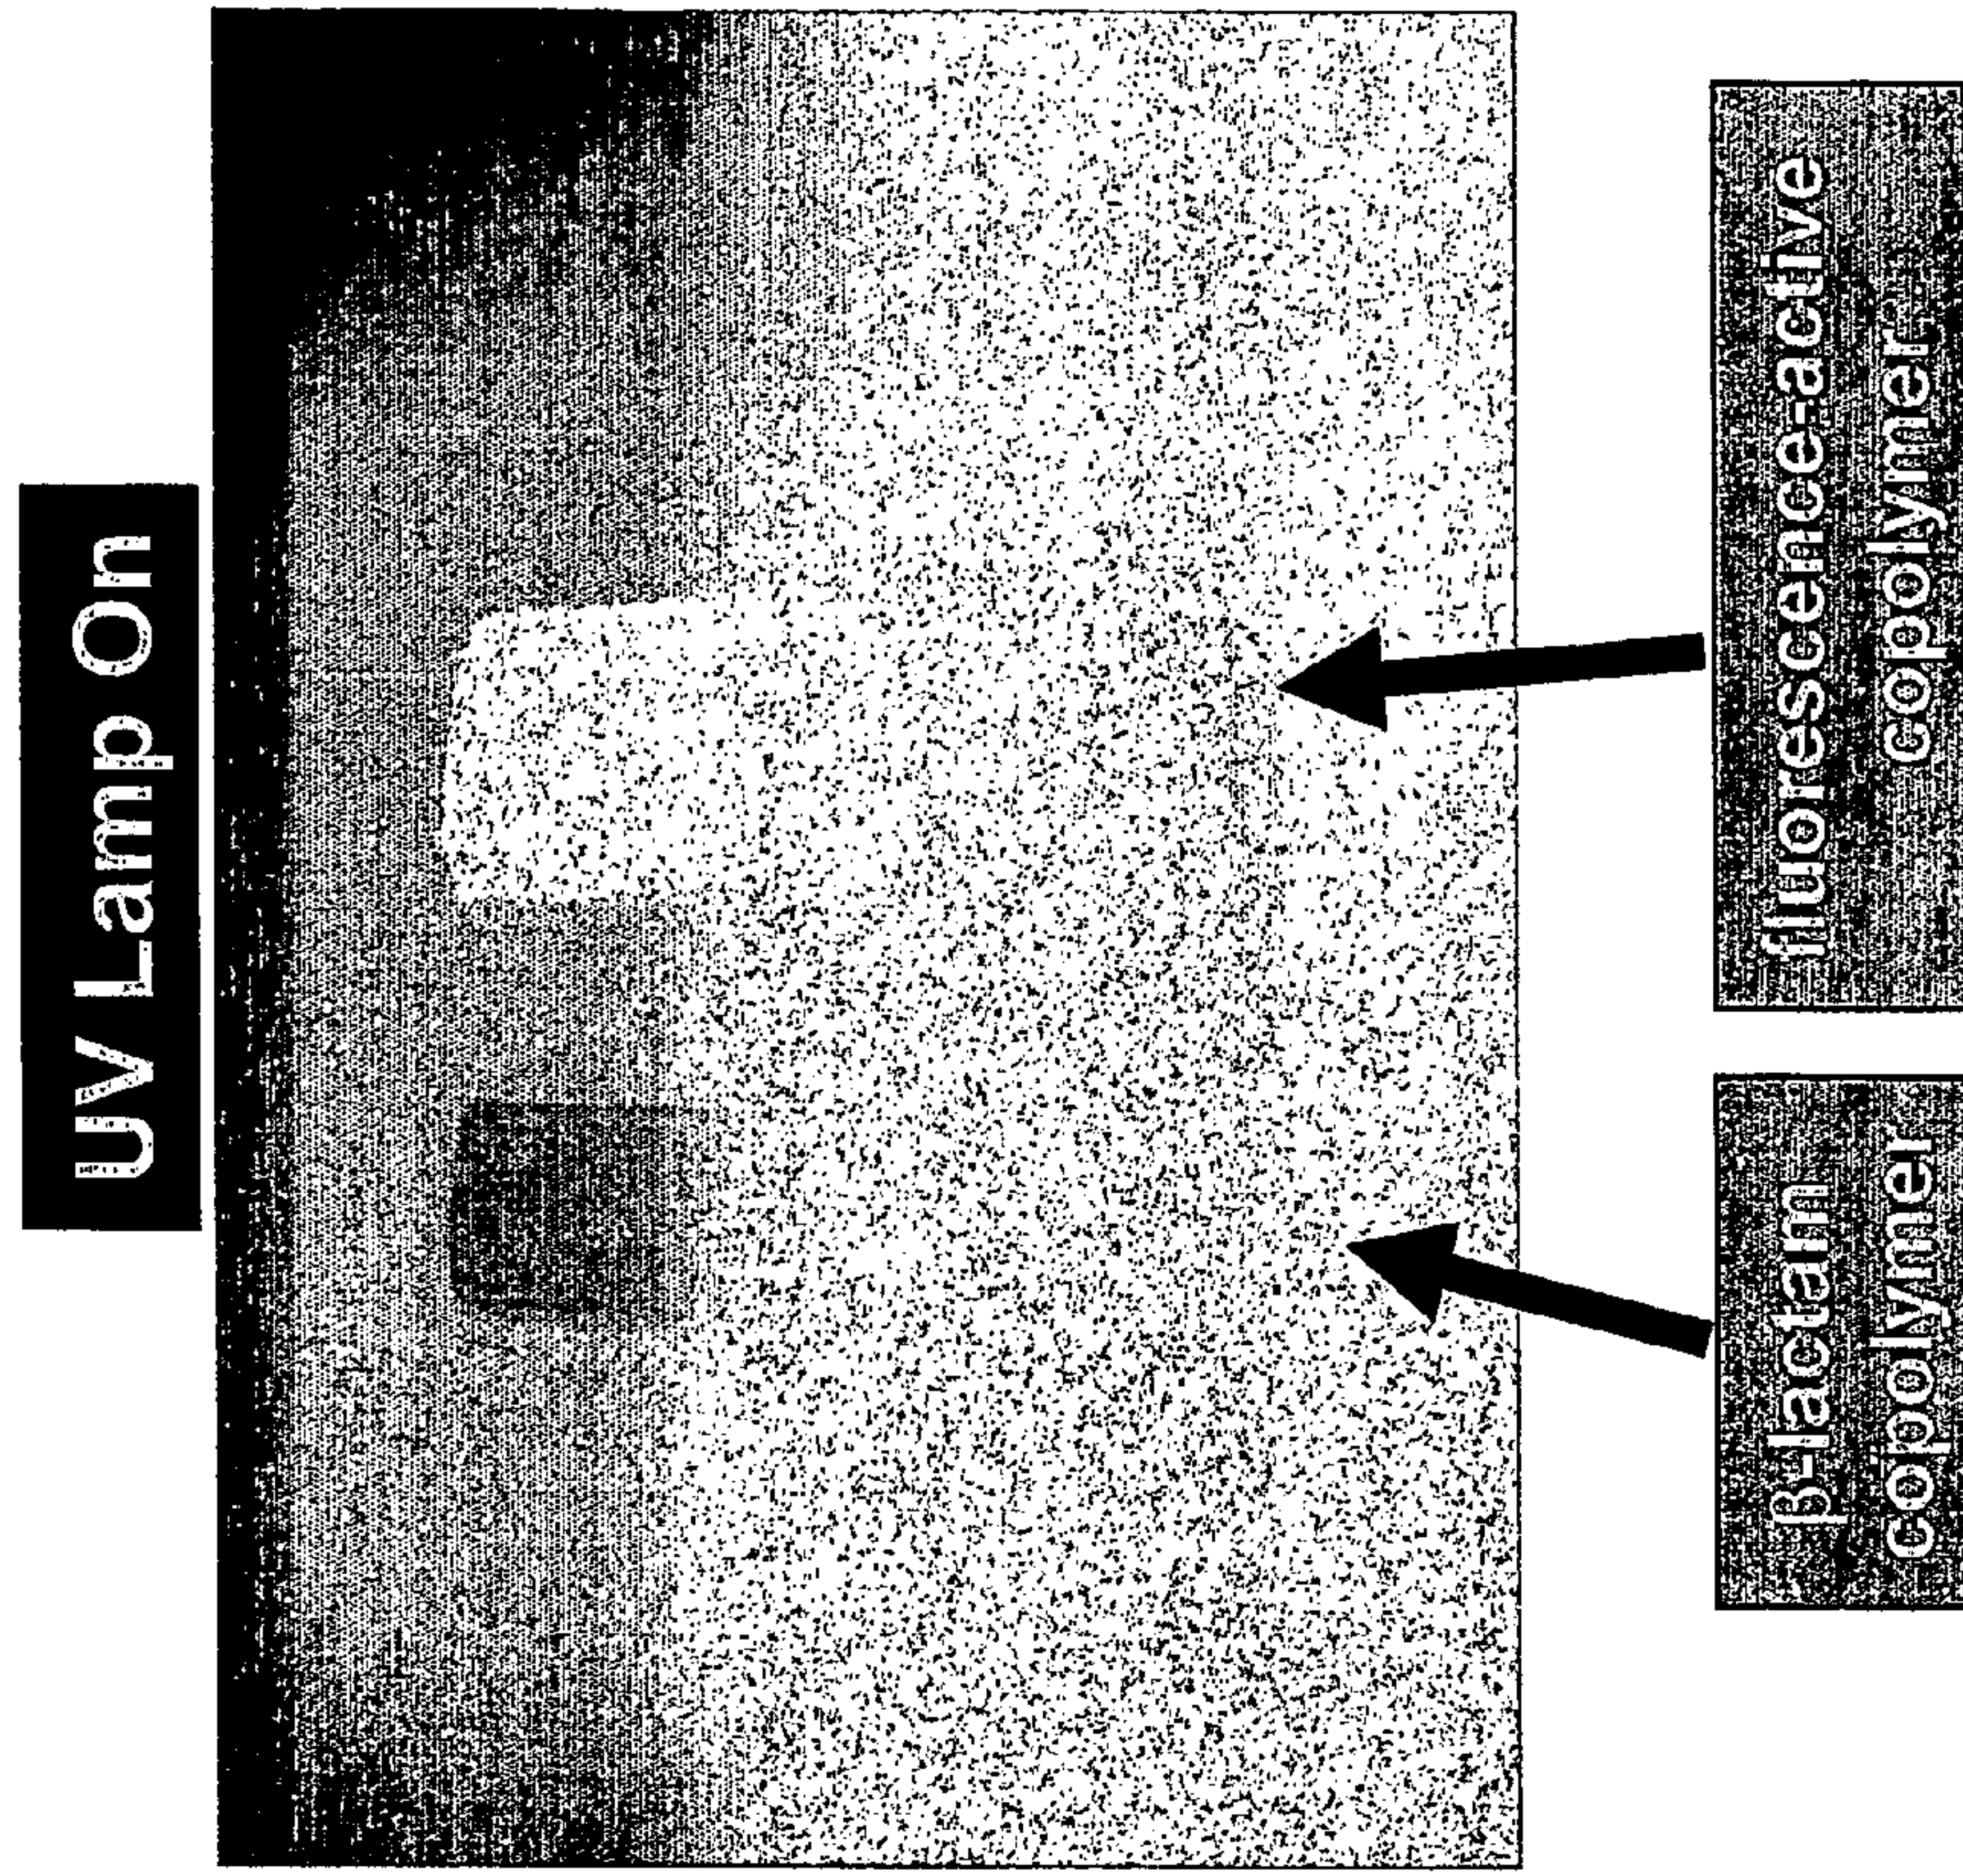 UV Lamp On
β-lactam
copolymer
fluorescence-active
copolymer